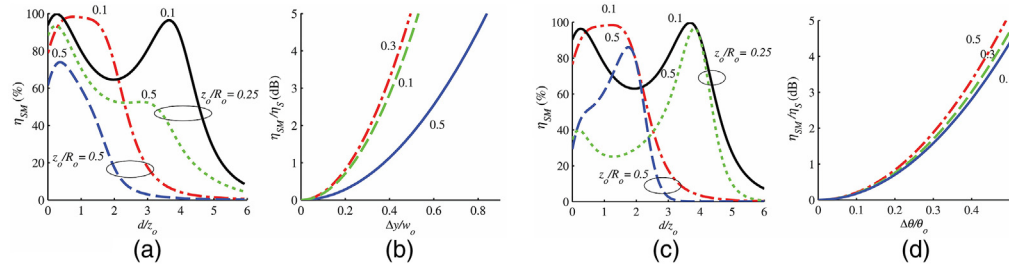 100
80
60
40
20
0
η_SM (%)
0.1
0.1
0.5
0.5
z_o/R_o = 0.25
z_o/R_o = 0.5
0 1 2 3 4 5 6
d/z_o
(a)
5
4
3
2
1
0
η_SM/η_S (dB)
0.3
0.1
0.5
0 0.2 0.4 0.6 0.8
Δy/w_o
(b)
100
80
60
40
20
0
η_SM (%)
0.1
0.1
0.5
0.5
z_o/R_o = 0.25
z_o/R_o = 0.5
0 1 2 3 4 5 6
d/z_o
(c)
5
4
3
2
1
0
η_SM/η_S (dB)
0.5
0.3
0 0.1 0.2 0.3 0.4
Δθ/θ_o
(d)